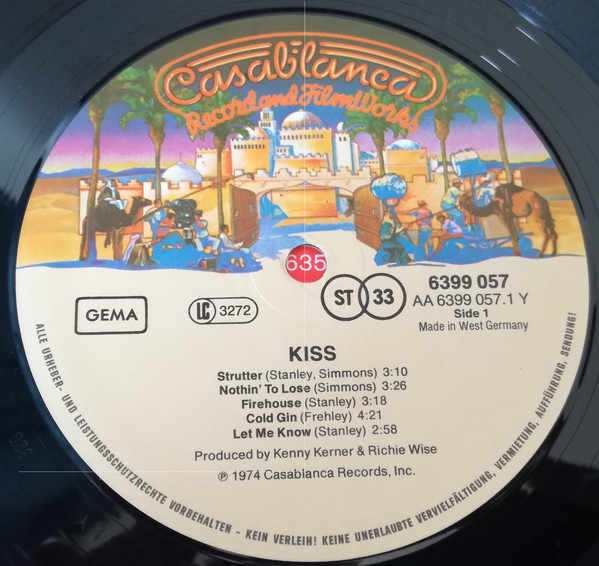 Casablanca
Record and FilmWorks
635
GEMA
LC 3272
ST 33
6399 057
AA 6399 057.1 Y
Side 1
Made in West Germany
KISS
Strutter (Stanley, Simmons) 3:10
Nothin' To Lose (Simmons) 3:26
Firehouse (Stanley) 3:18
Cold Gin (Frehley) 4:21
Let Me Know (Stanley) 2:58
Produced by Kenny Kerner & Richie Wise
℗ 1974 Casablanca Records, Inc.
ALLE URHEBER- UND LEISTUNGSSCHUTZRECHTE VORBEHALTEN - KEIN VERLEIH! KEINE UNERLAUBTE VERVIELFÄLTIGUNG, VERMIETUNG, AUFFÜHRUNG, SENDUNG!